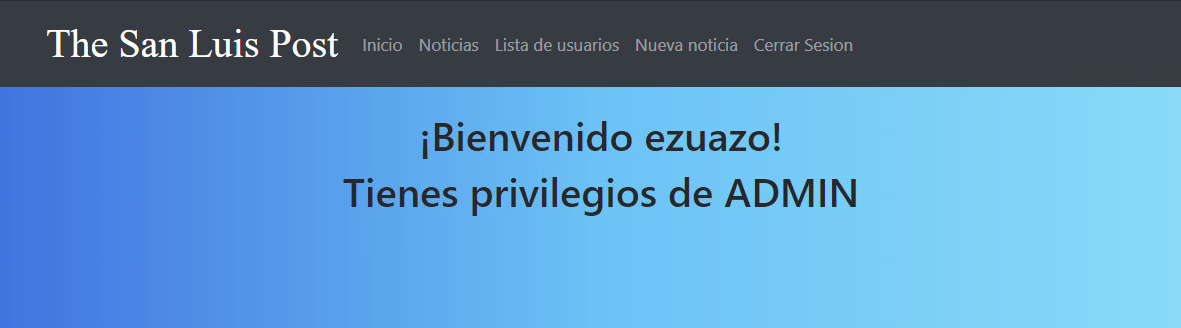 The San Luis Post Inicio Noticias Lista de usuarios Nueva noticia Cerrar Sesion
¡Bienvenido ezuazo!
Tienes privilegios de ADMIN